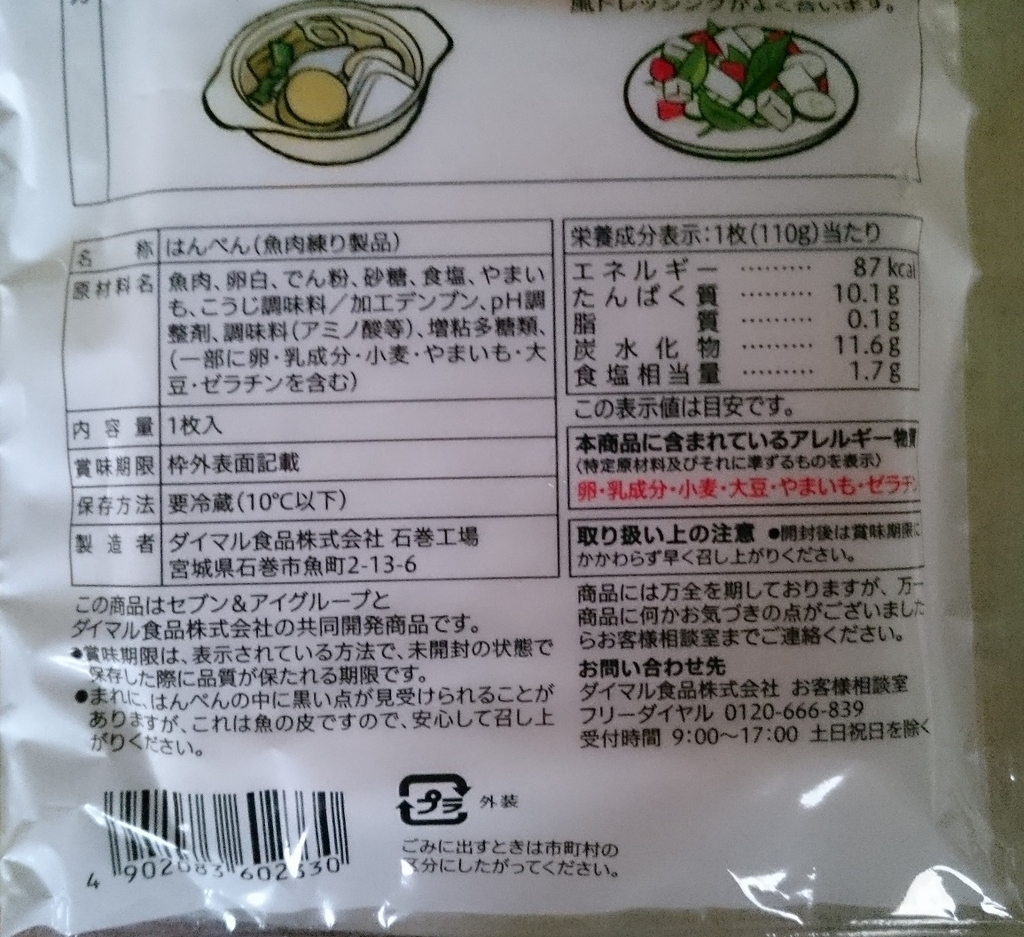 風ドレッシングがよく合います。
名称 はんぺん(魚肉練り製品)
原材料名 魚肉、卵白、でん粉、砂糖、食塩、やまい
も、こうじ調味料/加工デンプン、pH調
整剤、調味料(アミノ酸等)、増粘多糖類、
(一部に卵・乳成分・小麦・やまいも・大
豆・ゼラチンを含む)
内容量 1枚入
賞味期限 枠外表面記載
保存方法 要冷蔵(10℃以下)
製造者 ダイマル食品株式会社 石巻工場
宮城県石巻市魚町2-13-6
この商品はセブン&アイグループと
ダイマル食品株式会社の共同開発商品です。
●賞味期限は、表示されている方法で、未開封の状態で
保存した際に品質が保たれる期限です。
●まれに、はんぺんの中に黒い点が見受けられることが
ありますが、これは魚の皮ですので、安心して召し上
がりください。
栄養成分表示:1枚(110g)当たり
エネルギー ……… 87kcal
たんぱく質 ……… 10.1g
脂質 ……… 0.1g
炭水化物 ……… 11.6g
食塩相当量 ……… 1.7g
この表示値は目安です。
本商品に含まれているアレルギー物質
〈特定原材料及びそれに準ずるものを表示〉
卵・乳成分・小麦・大豆・やまいも・ゼラチン
取り扱い上の注意 ●開封後は賞味期限に
かかわらず早く召し上がりください。
商品には万全を期しておりますが、万一
商品に何かお気づきの点がございました
らお客様相談室までご連絡ください。
お問い合わせ先
ダイマル食品株式会社 お客様相談室
フリーダイヤル 0120-666-839
受付時間 9:00〜17:00 土日祝日を除く
プラ 外装
ごみに出すときは市町村の
区分にしたがってください。
4 902083 602330